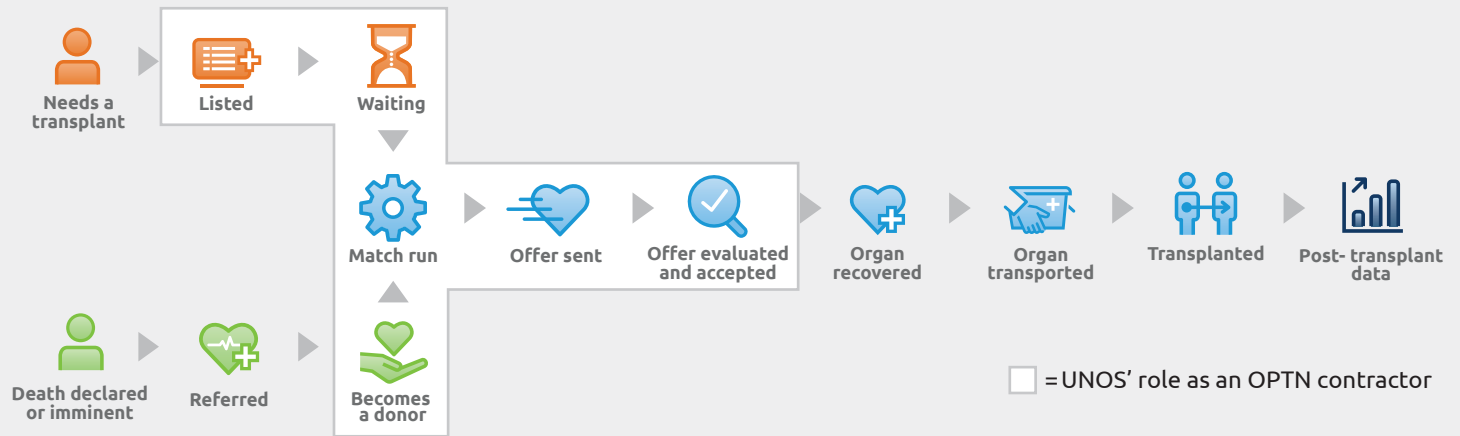 Needs a
transplant
Listed
Waiting
Match run
Offer sent
Offer evaluated
and accepted
Organ
recovered
Organ
transported
Transplanted
Post- transplant
data
Death declared
or imminent
Referred
Becomes
a donor
= UNOS’ role as an OPTN contractor